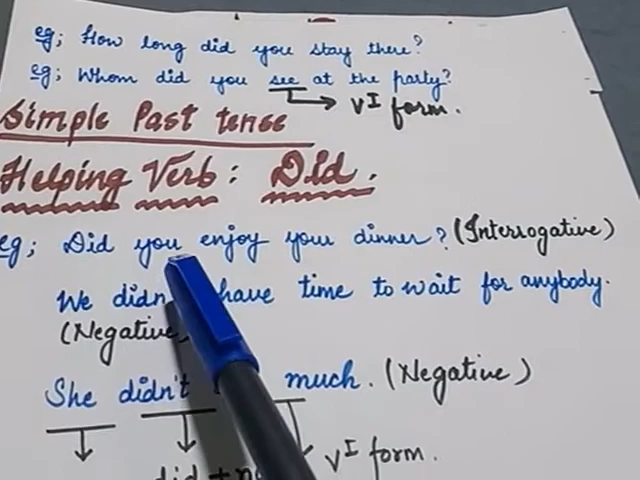 eg; How long did you stay there?
eg; Whom did you see at the party?
V I form.
Simple Past tense
Helping Verb: Did.
eg; Did you enjoy your dinner? (Interrogative)
We didn have time to wait for anybody.
(Negative)
She didn't much. (Negative)
did + no
V I form.